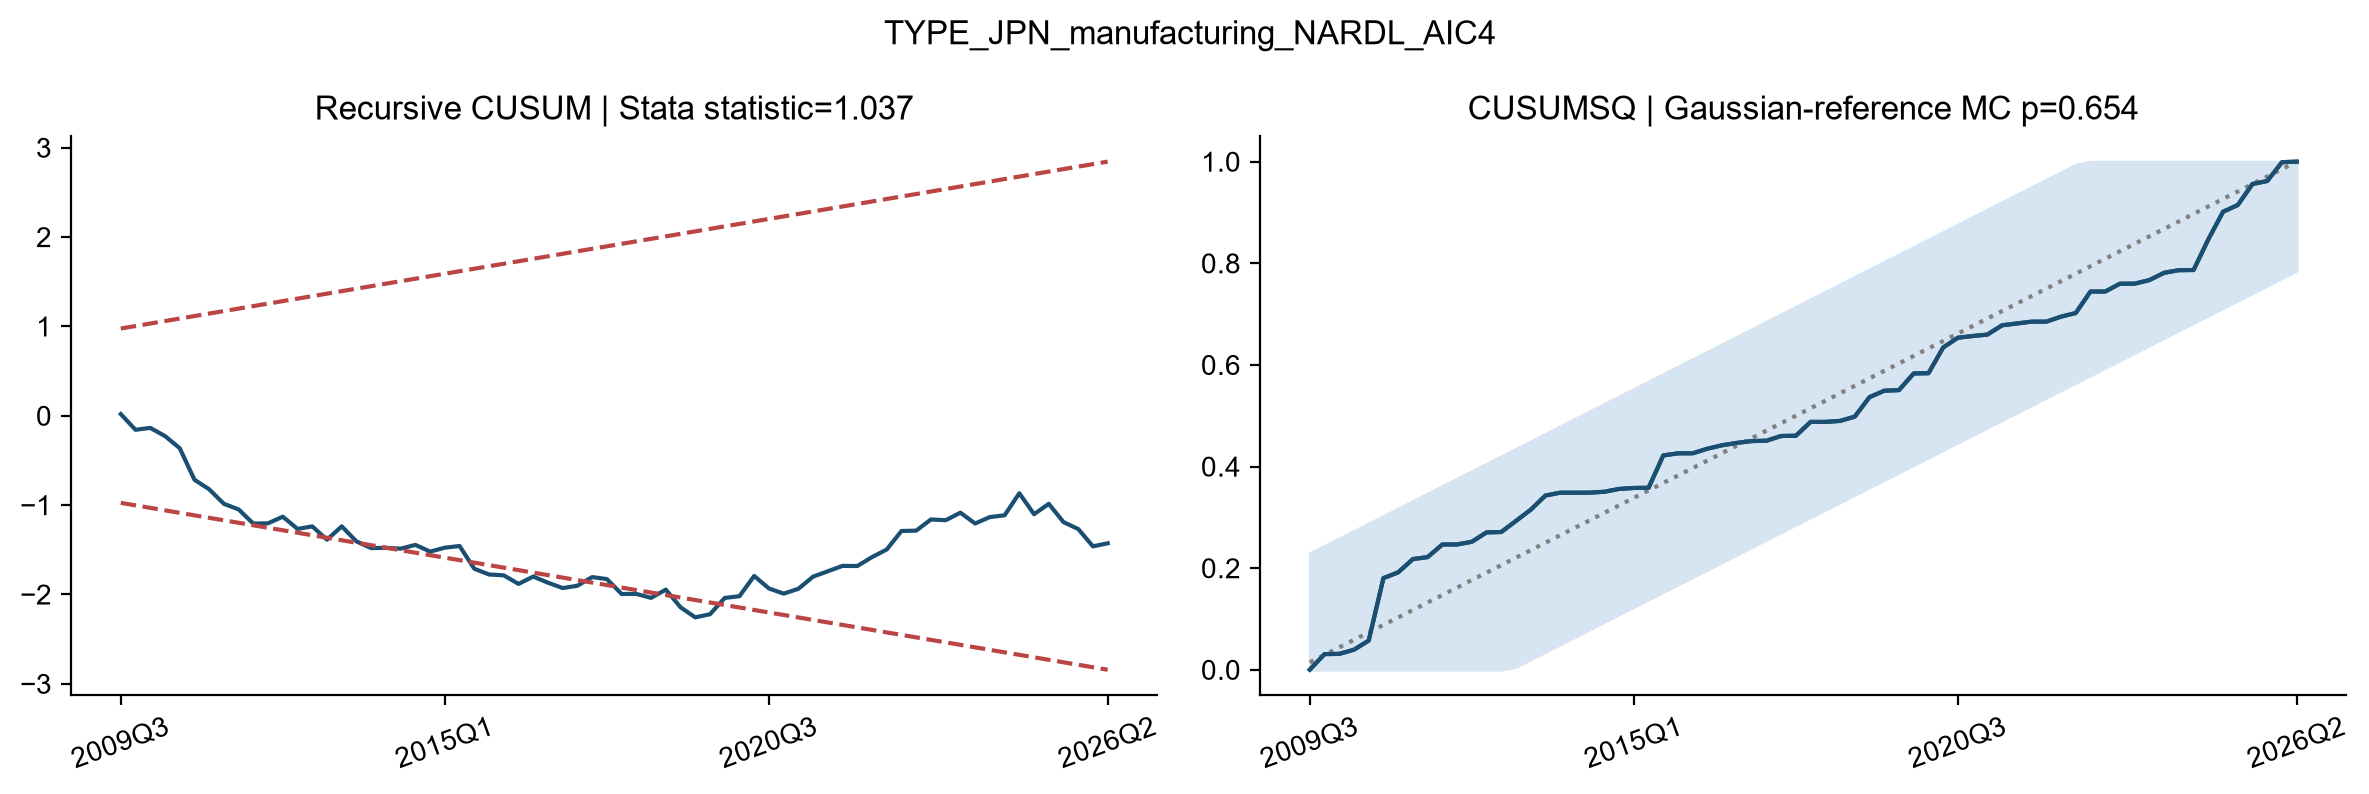 TYPE_JPN_manufacturing_NARDL_AIC4
Recursive CUSUM | Stata statistic=1.037
3
2
1
0
−1
−2
−3
2009Q3
2015Q1
2020Q3
2026Q2
CUSUMSQ | Gaussian-reference MC p=0.654
1.0
0.8
0.6
0.4
0.2
0.0
2009Q3
2015Q1
2020Q3
2026Q2